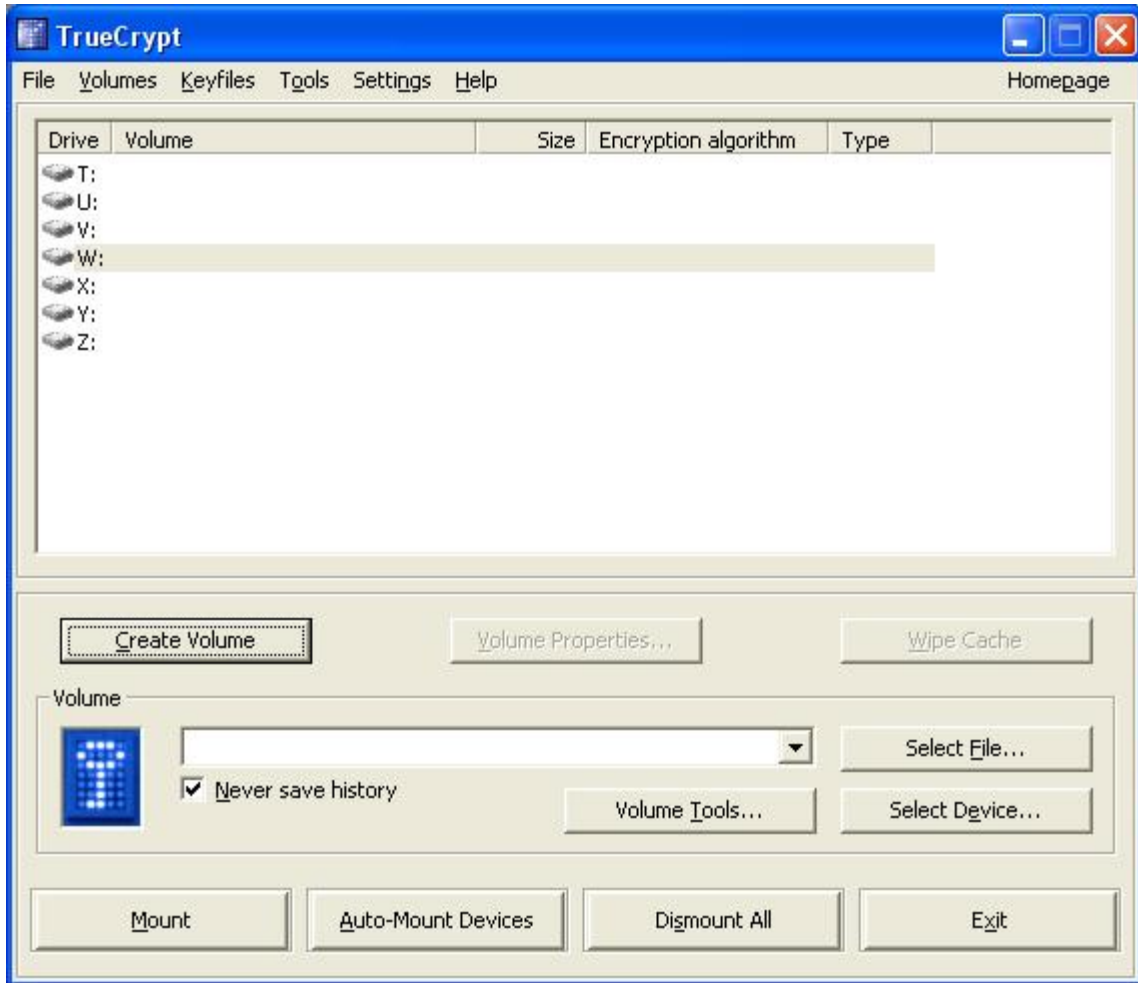 TrueCrypt
File Volumes Keyfiles Tools Settings Help Homepage
Drive Volume Size Encryption algorithm Type
T:
U:
V:
W:
X:
Y:
Z:
Create Volume Volume Properties... Wipe Cache
Volume
Select File...
Never save history
Volume Tools... Select Device...
Mount Auto-Mount Devices Dismount All Exit